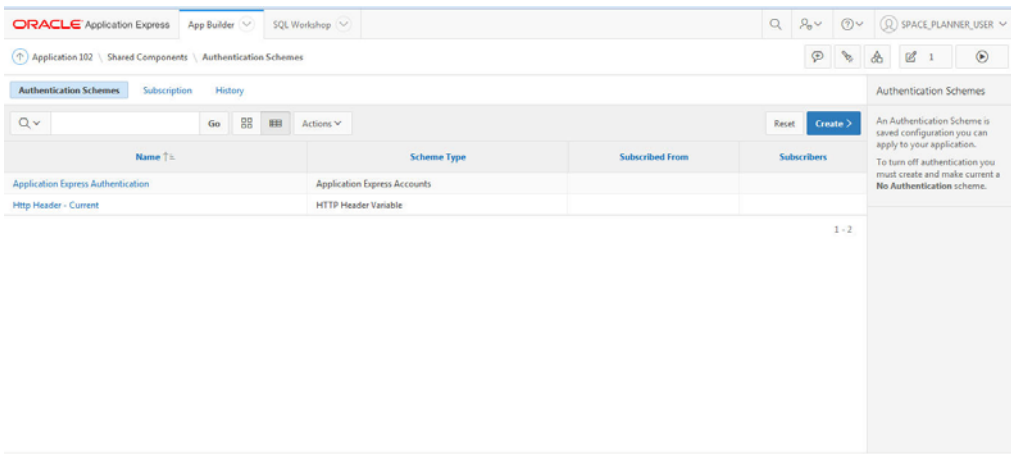 ORACLE Application Express App Builder SQL Workshop SPACE_PLANNER_USER
Application 102 \ Shared Components \ Authentication Schemes 1
Authentication Schemes Subscription History
Go Actions Reset Create >
Name Scheme Type Subscribed From Subscribers
Application Express Authentication Application Express Accounts
Http Header - Current HTTP Header Variable
1 - 2
Authentication Schemes
An Authentication Scheme is
saved configuration you can
apply to your application.
To turn off authentication you
must create and make current a
No Authentication scheme.